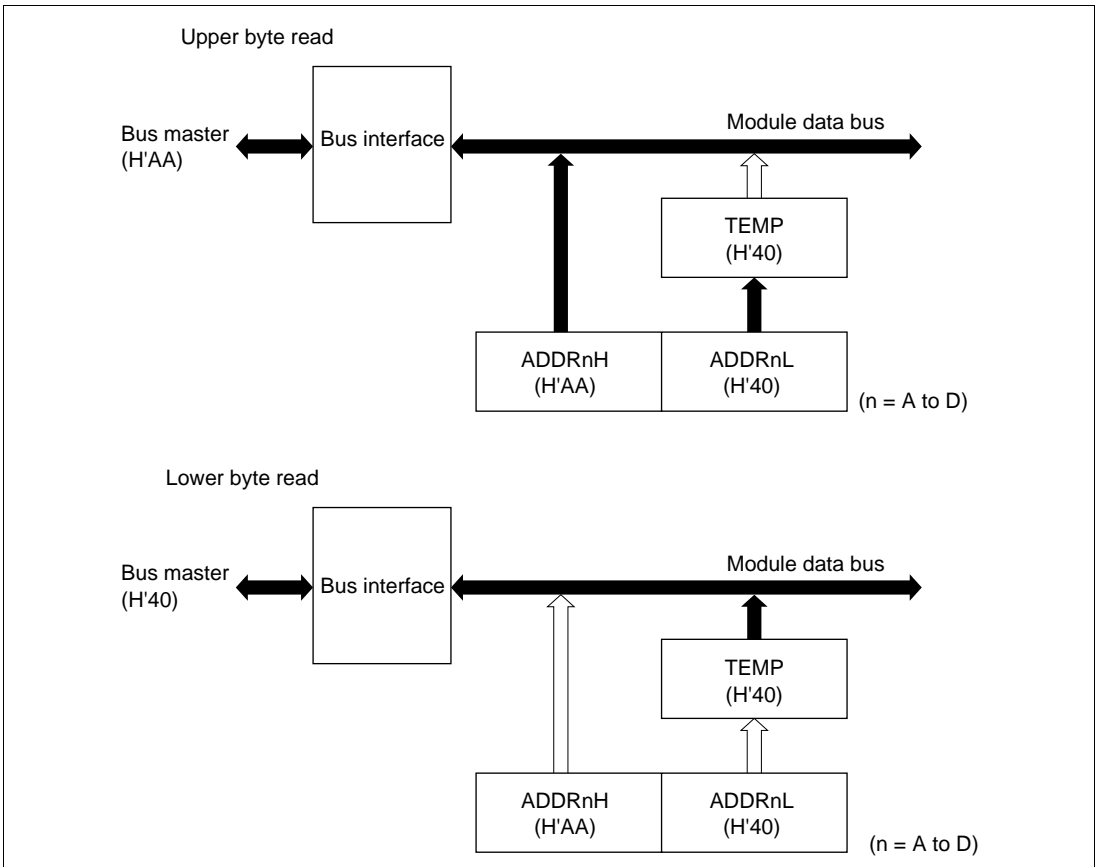 Upper byte read
Bus master
(H'AA)
Bus interface
Module data bus
TEMP
(H'40)
ADDRnH
(H'AA)
ADDRnL
(H'40)
(n = A to D)
Lower byte read
Bus master
(H'40)
Bus interface
Module data bus
TEMP
(H'40)
ADDRnH
(H'AA)
ADDRnL
(H'40)
(n = A to D)